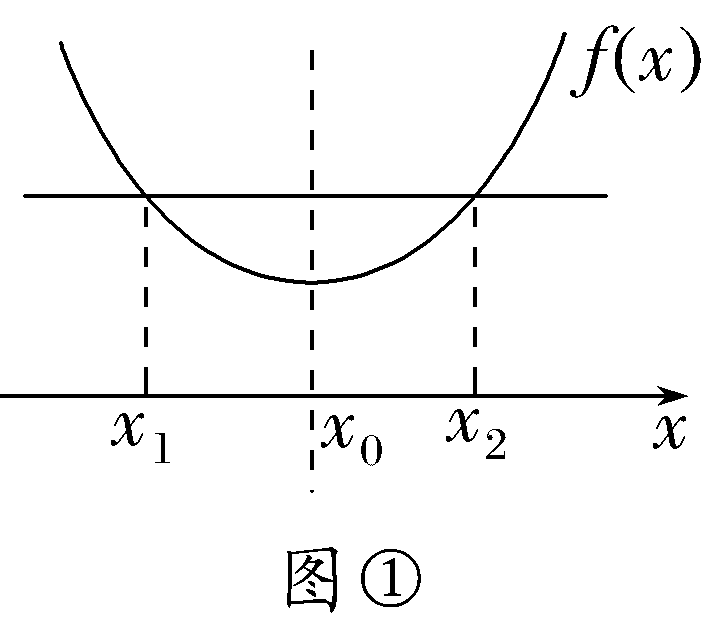 f(x)
x₁ x₀ x₂ x
图①